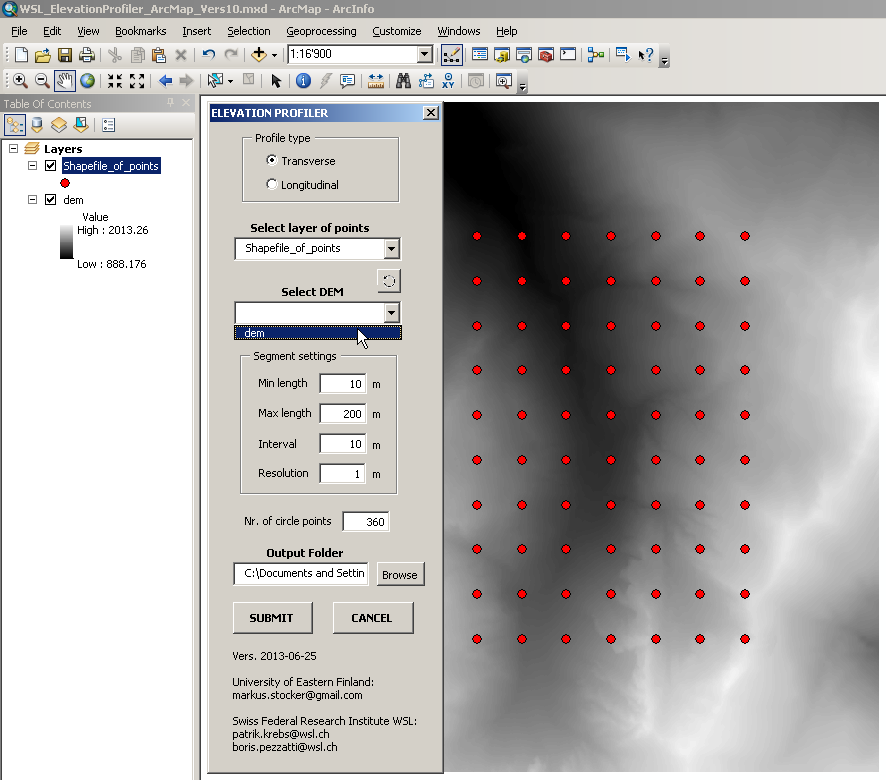 WSL_ElevationProfiler_ArcMap_Vers10.mxd - ArcMap - ArcInfo
File Edit View Bookmarks Insert Selection Geoprocessing Customize Windows Help
1:16'900
Table Of Contents
Layers
Shapefile_of_points
dem
Value
High : 2013.26
Low : 888.176
ELEVATION PROFILER
Profile type
Transverse
Longitudinal
Select layer of points
Shapefile_of_points
Select DEM
dem
Segment settings
Min length 10 m
Max length 200 m
Interval 10 m
Resolution 1 m
Nr. of circle points 360
Output Folder
C:\Documents and Settin Browse
SUBMIT CANCEL
Vers. 2013-06-25
University of Eastern Finland:
markus.stocker@gmail.com
Swiss Federal Research Institute WSL:
patrik.krebs@wsl.ch
boris.pezzatti@wsl.ch